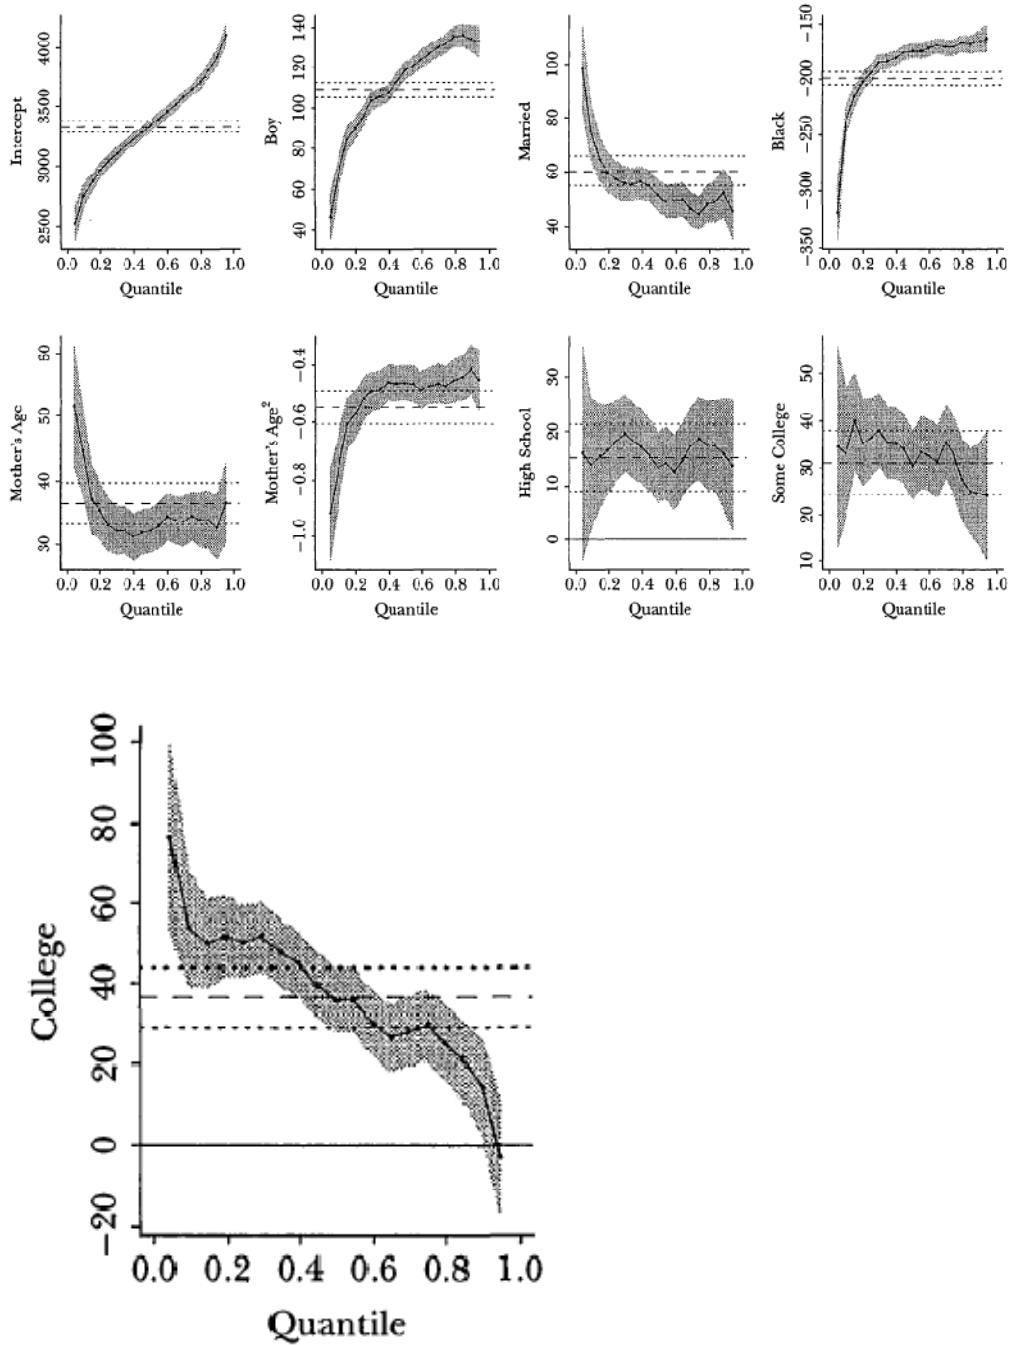 Intercept
4000
3500
3000
2500
0.0 0.2 0.4 0.6 0.8 1.0
Quantile
Boy
140
120
100
80
60
40
0.0 0.2 0.4 0.6 0.8 1.0
Quantile
Married
100
80
60
40
0.0 0.2 0.4 0.6 0.8 1.0
Quantile
Black
−150
−200
−250
−300
−350
0.0 0.2 0.4 0.6 0.8 1.0
Quantile
Mother's Age
60
50
40
30
0.0 0.2 0.4 0.6 0.8 1.0
Quantile
Mother's Age²
−0.4
−0.6
−0.8
−1.0
0.0 0.2 0.4 0.6 0.8 1.0
Quantile
High School
30
20
10
0
0.0 0.2 0.4 0.6 0.8 1.0
Quantile
Some College
50
40
30
20
10
0.0 0.2 0.4 0.6 0.8 1.0
Quantile
College
100
80
60
40
20
0
−20
0.0 0.2 0.4 0.6 0.8 1.0
Quantile